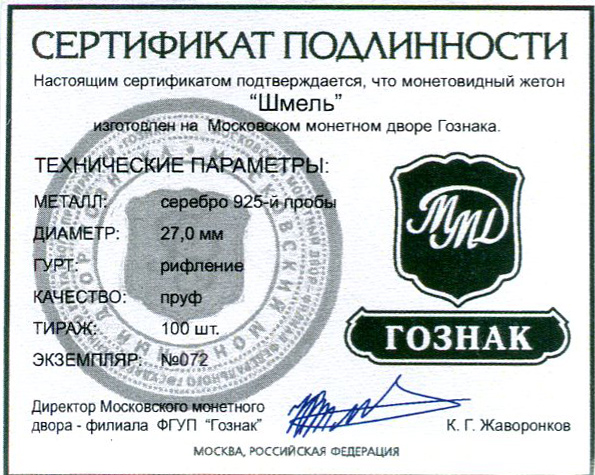 СЕРТИФИКАТ ПОДЛИННОСТИ
Настоящим сертификатом подтверждается, что монетовидный жетон
“Шмель”
изготовлен на Московском монетном дворе Гознака.
ТЕХНИЧЕСКИЕ ПАРАМЕТРЫ:
МЕТАЛЛ: серебро 925-й пробы
ДИАМЕТР: 27,0 мм
ГУРТ: рифление
КАЧЕСТВО: пруф
ТИРАЖ: 100 шт.
ЭКЗЕМПЛЯР: №072
ММД
ГОЗНАК
Директор Московского монетного
двора - филиала ФГУП “Гознак”
К. Г. Жаворонков
МОСКВА, РОССИЙСКАЯ ФЕДЕРАЦИЯ